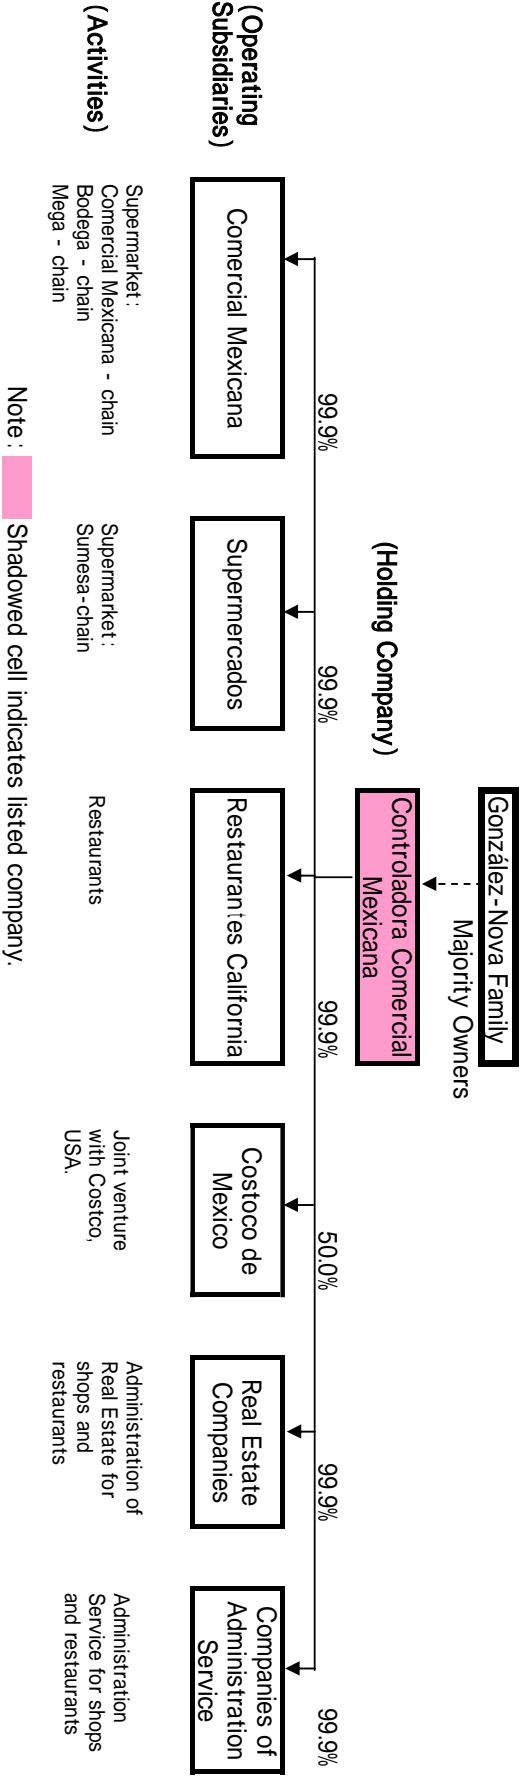 González-Nova Family
Majority Owners
(Holding Company)
Controladora Comercial
Mexicana
99.9%
99.9%
99.9%
50.0%
99.9%
99.9%
(Operating
Subsidiaries)
Comercial Mexicana
Supermercados
Restaurantes California
Costoco de
Mexico
Real Estate
Companies
Companies of
Administration
Service
(Activities)
Supermarket:
Comercial Mexicana - chain
Bodega - chain
Mega - chain
Supermarket:
Sumesa-chain
Restaurants
Joint venture
with Costco,
USA.
Administration of
Real Estate for
shops and
restaurants
Administration
Service for shops
and restaurants
Note: Shadowed cell indicates listed company.